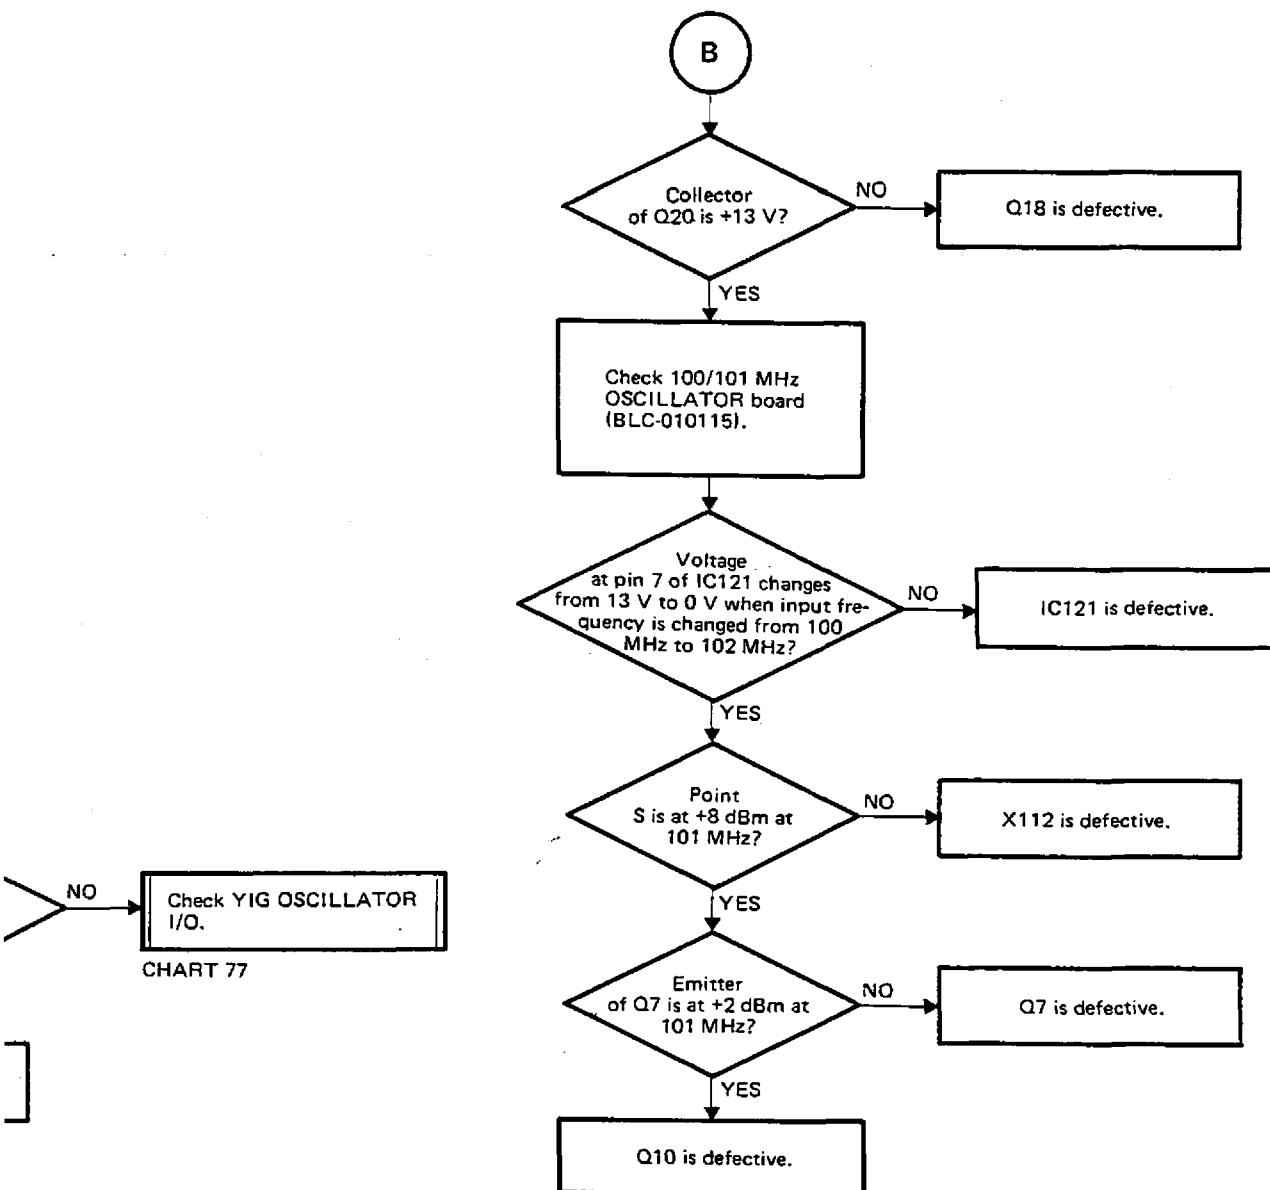 B
Collector
of Q20 is +13 V?
NO
Q18 is defective.
YES
Check 100/101 MHz
OSCILLATOR board
(BLC-010115).
Voltage
at pin 7 of IC121 changes
from 13 V to 0 V when input fre-
quency is changed from 100
MHz to 102 MHz?
NO
IC121 is defective.
YES
Point
S is at +8 dBm at
101 MHz?
NO
X112 is defective.
YES
NO
Check YIG OSCILLATOR
I/O.
CHART 77
Emitter
of Q7 is at +2 dBm at
101 MHz?
NO
Q7 is defective.
YES
Q10 is defective.